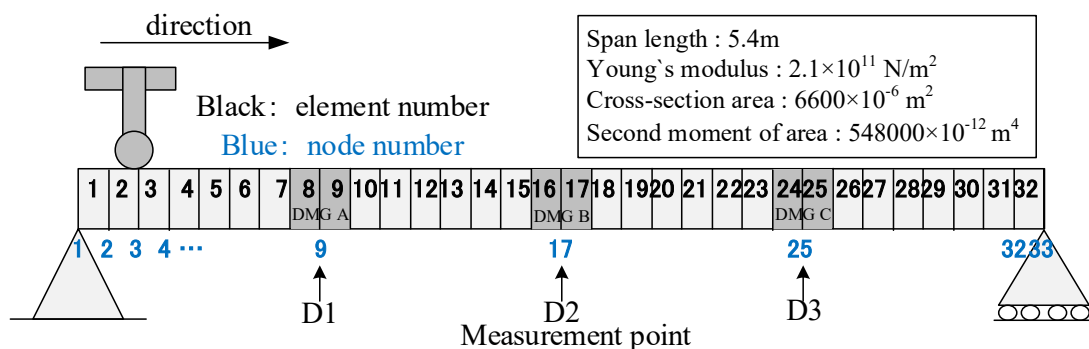 direction
Span length : 5.4m
Young`s modulus : 2.1×10¹¹ N/m²
Cross-section area : 6600×10⁻⁶ m²
Second moment of area : 548000×10⁻¹² m⁴
Black: element number
Blue: node number
1 2 3 4 5 6 7 8 9 10 11 12 13 14 15 16 17 18 19 20 21 22 23 24 25 26 27 28 29 30 31 32
DMG A DMG B DMG C
1 2 3 4 ⋯ 9 17 25 32 33
D1 D2 D3
Measurement point